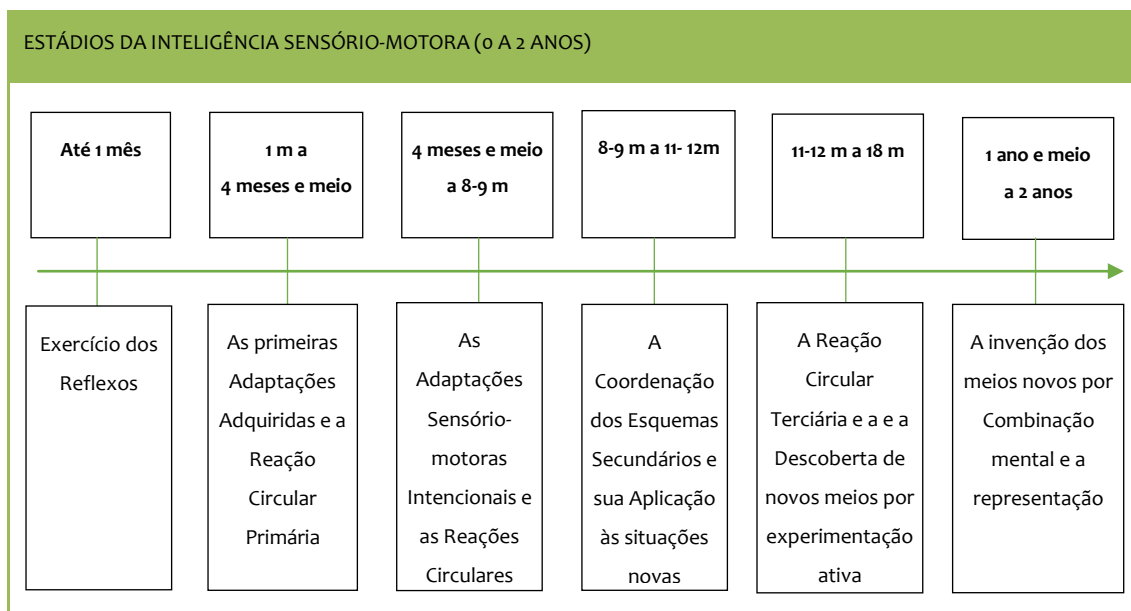 ESTÁDIOS DA INTELIGÊNCIA SENSÓRIO-MOTORA (0 A 2 ANOS)
Até 1 mês
1 m a
4 meses e meio
4 meses e meio
a 8-9 m
8-9 m a 11- 12m
11-12 m a 18 m
1 ano e meio
a 2 anos
Exercício dos
Reflexos
As primeiras
Adaptações
Adquiridas e a
Reação
Circular
Primária
As
Adaptações
Sensório-
motoras
Intencionais e
as Reações
Circulares
A
Coordenação
dos Esquemas
Secundários e
sua Aplicação
às situações
novas
A Reação
Circular
Terciária e a e a
Descoberta de
novos meios por
experimentação
ativa
A invenção dos
meios novos por
Combinação
mental e a
representação